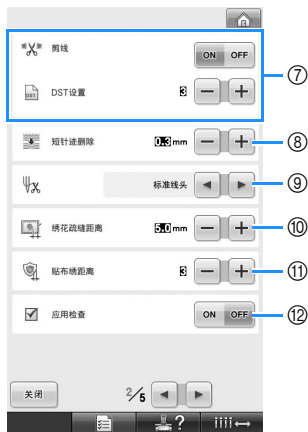 剪线 ON OFF
DST DST设置 3 − + ⑦
短针迹删除 0.3 mm − + ⑧
标准线头 ⑨
绣花疏缝距离 5.0 mm − + ⑩
贴布绣距离 3 − + ⑪
应用检查 ON OFF ⑫
关闭 2/5
?